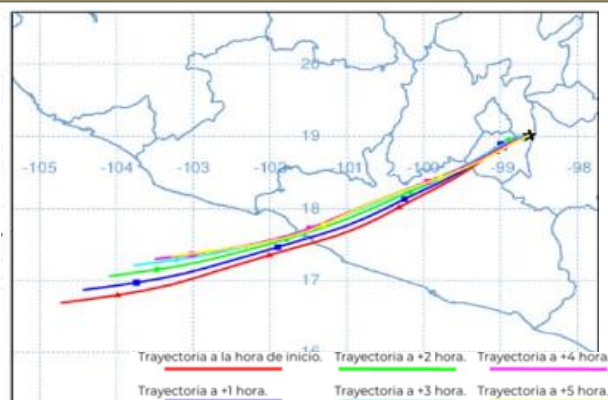 20
19
-105 -104 -103 -102 -101 -100 -99 -98
18
17
16
Trayectoria a la hora de inicio. Trayectoria a +2 hora. Trayectoria a +4 hora.
Trayectoria a +1 hora. Trayectoria a +3 hora. Trayectoria a +5 hora.